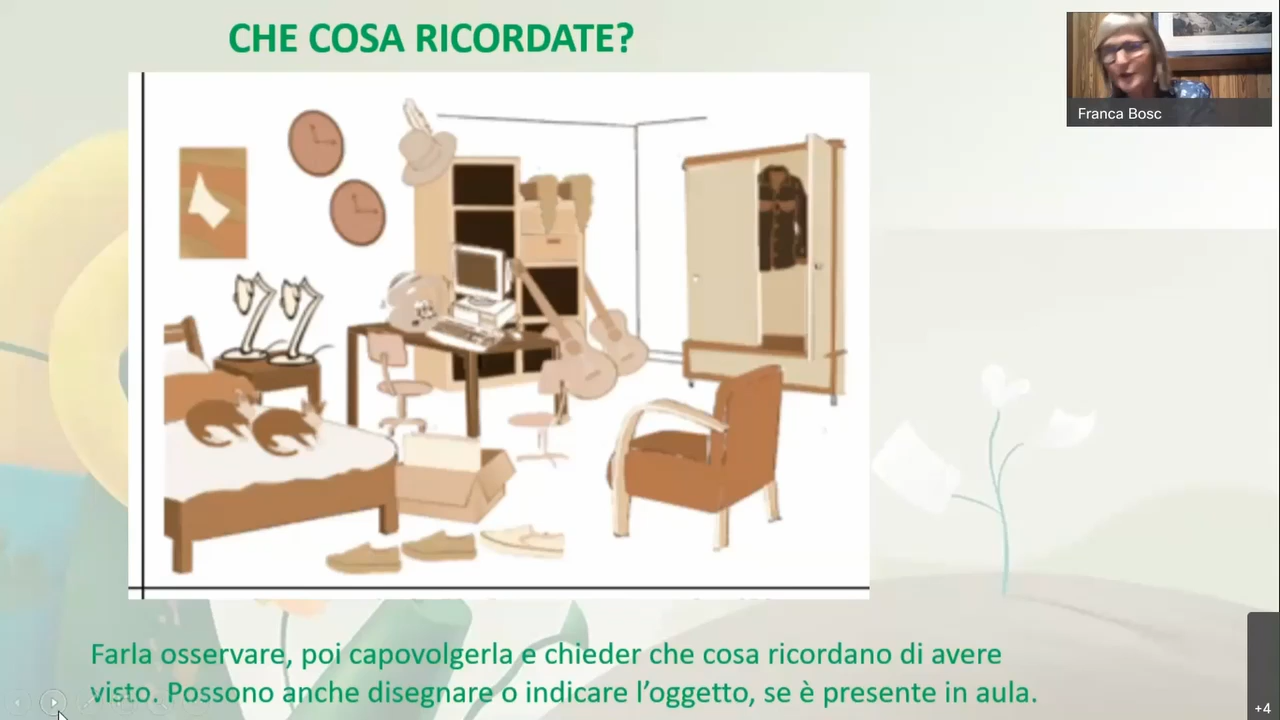 CHE COSA RICORDATE?
Franca Bosc
Farla osservare, poi capovolgerla e chieder che cosa ricordano di avere
visto. Possono anche disegnare o indicare l'oggetto, se è presente in aula.
+4